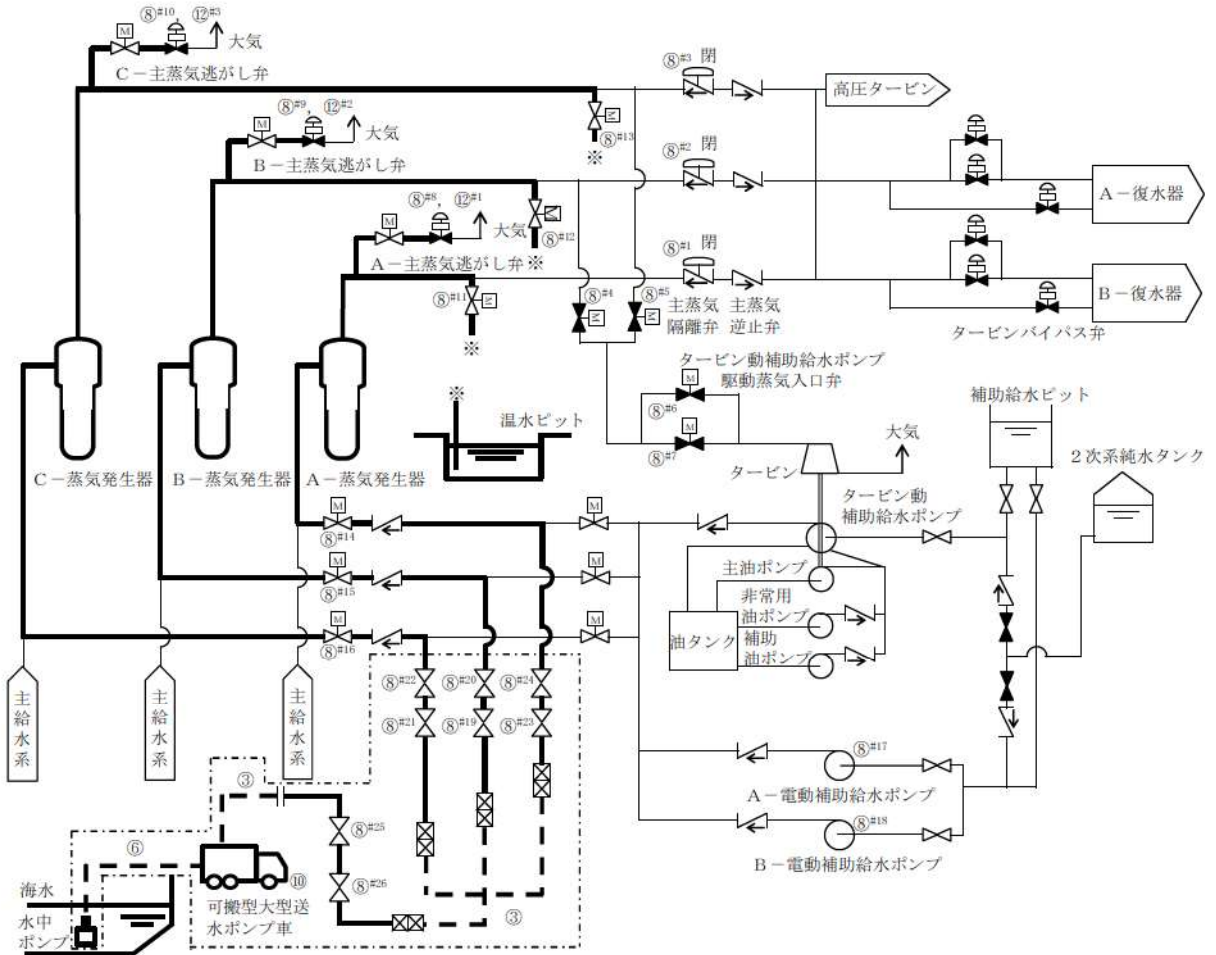 ⑧#10, ⑫#3
M
大気
C－主蒸気逃がし弁
⑧#3 閉
高圧タービン
⑧#9, ⑫#2
M
大気
B－主蒸気逃がし弁
M
⑧#13
※
⑧#2 閉
A－復水器
⑧#8, ⑫#1
M
大気
A－主蒸気逃がし弁
M
⑧#12
※
⑧#1 閉
主蒸気
隔離弁
主蒸気
逆止弁
B－復水器
タービンバイパス弁
⑧#11
M
※
⑧#4
M
⑧#5
M
タービン動補助給水ポンプ
駆動蒸気入口弁
M
⑧#6
M
⑧#7
※
温水ピット
C－蒸気発生器
B－蒸気発生器
A－蒸気発生器
タービン
大気
補助給水ピット
2次系純水タンク
タービン動
補助給水ポンプ
M
⑧#14
M
M
⑧#15
M
M
⑧#16
M
主油ポンプ
非常用
油ポンプ
補助
油ポンプ
油タンク
主給水系
主給水系
主給水系
⑧#22
⑧#20
⑧#24
⑧#21
⑧#19
⑧#23
⑧#17
A－電動補助給水ポンプ
⑧#18
B－電動補助給水ポンプ
③
⑧#25
⑧#26
⑥
⑩
③
海水
水中
ポンプ
可搬型大型送
水ポンプ車